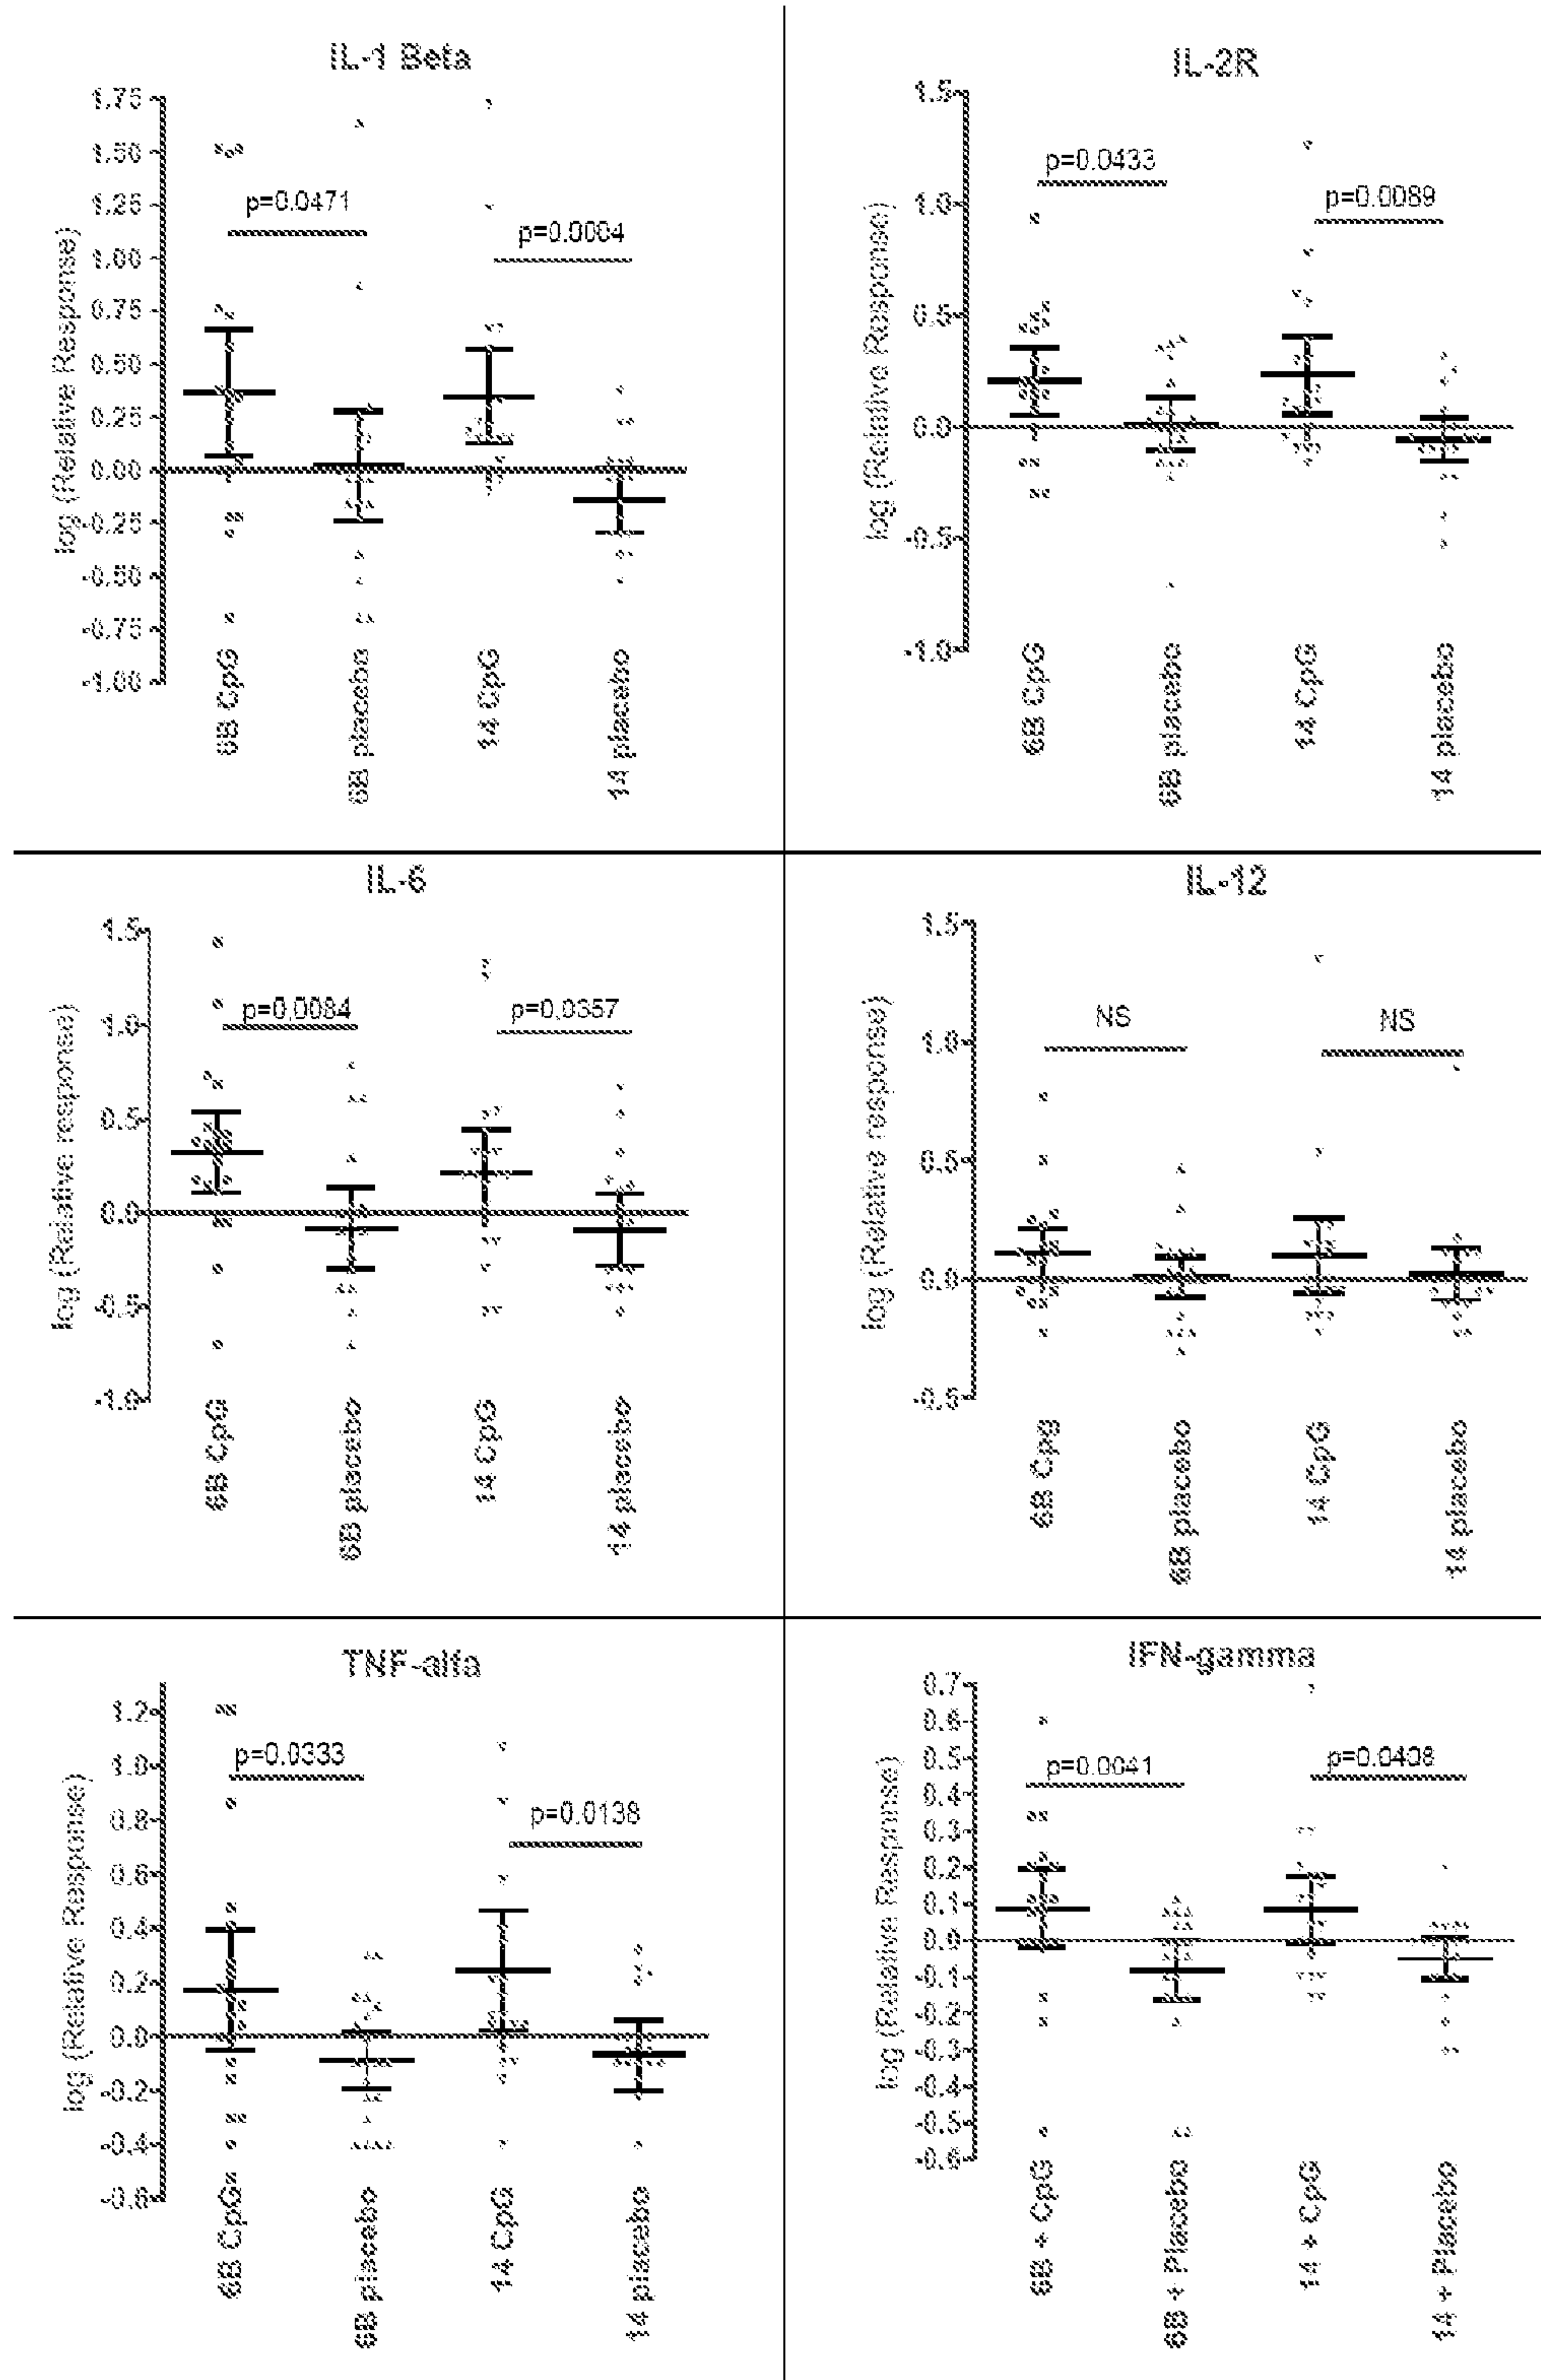 IL-1 Beta
log (Relative Response)
1.75
1.50
1.25
1.00
0.75
0.50
0.25
0.00
-0.25
-0.50
-0.75
-1.00
p=0.0471
p=0.0004
6B CpG
6B placebo
14 CpG
14 placebo
IL-2R
log (Relative Response)
1.5
1.0
0.5
0.0
-0.5
-1.0
p=0.0433
p=0.0089
6B CpG
6B placebo
14 CpG
14 placebo
IL-6
log (Relative response)
1.5
1.0
0.5
0.0
-0.5
-1.0
p=0.0084
p=0.0357
6B CpG
6B placebo
14 CpG
14 placebo
IL-12
log (Relative response)
1.5
1.0
0.5
0.0
-0.5
NS
NS
6B Cpg
6B placebo
14 CpG
14 placebo
TNF-alfa
log (Relative Response)
1.2
1.0
0.8
0.6
0.4
0.2
0.0
-0.2
-0.4
-0.6
p=0.0333
p=0.0138
6B CpG
6B placebo
14 CpG
14 placebo
IFN-gamma
log (Relative Response)
0.7
0.6
0.5
0.4
0.3
0.2
0.1
0.0
-0.1
-0.2
-0.3
-0.4
-0.5
-0.6
p=0.0041
p=0.0408
6B + CpG
6B + Placebo
14 + CpG
14 + Placebo